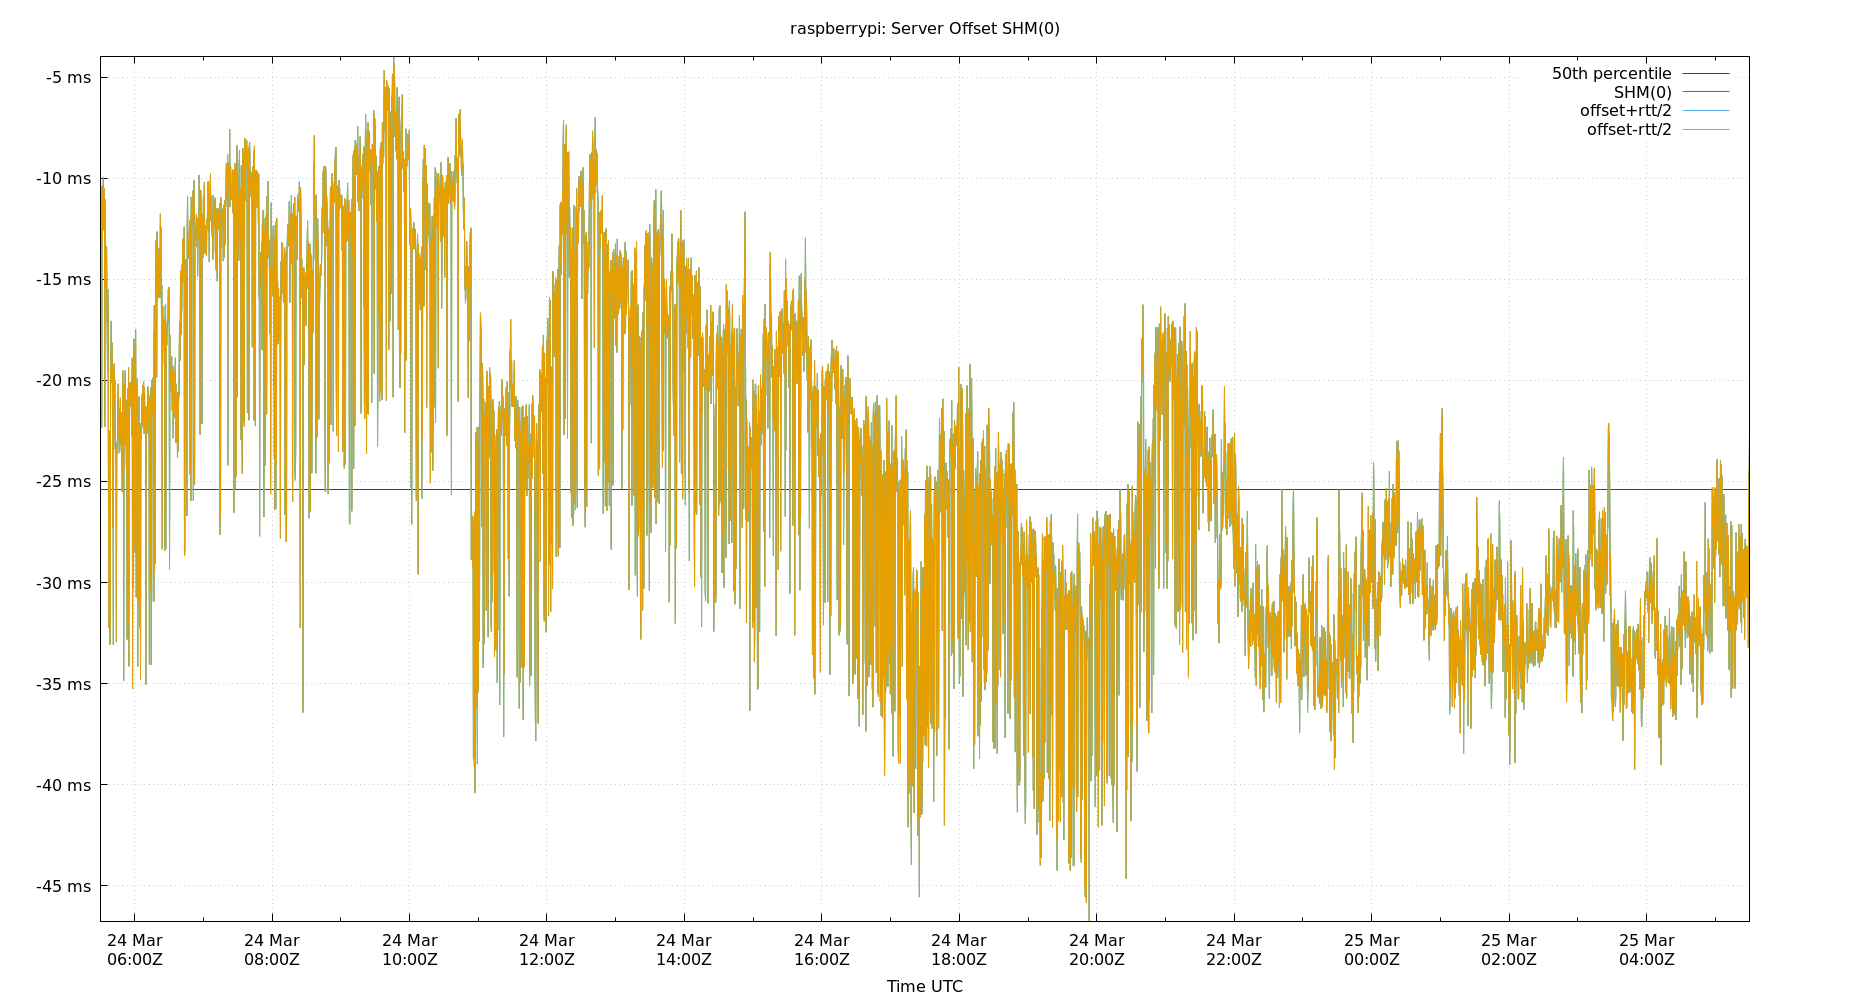 raspberrypi: Server Offset SHM(0)
50th percentile
SHM(0)
offset+rtt/2
offset-rtt/2
-5 ms
-10 ms
-15 ms
-20 ms
-25 ms
-30 ms
-35 ms
-40 ms
-45 ms
24 Mar 24 Mar 24 Mar 24 Mar 24 Mar 24 Mar 24 Mar 24 Mar 24 Mar 25 Mar 25 Mar 25 Mar
06:00Z 08:00Z 10:00Z 12:00Z 14:00Z 16:00Z 18:00Z 20:00Z 22:00Z 00:00Z 02:00Z 04:00Z
Time UTC